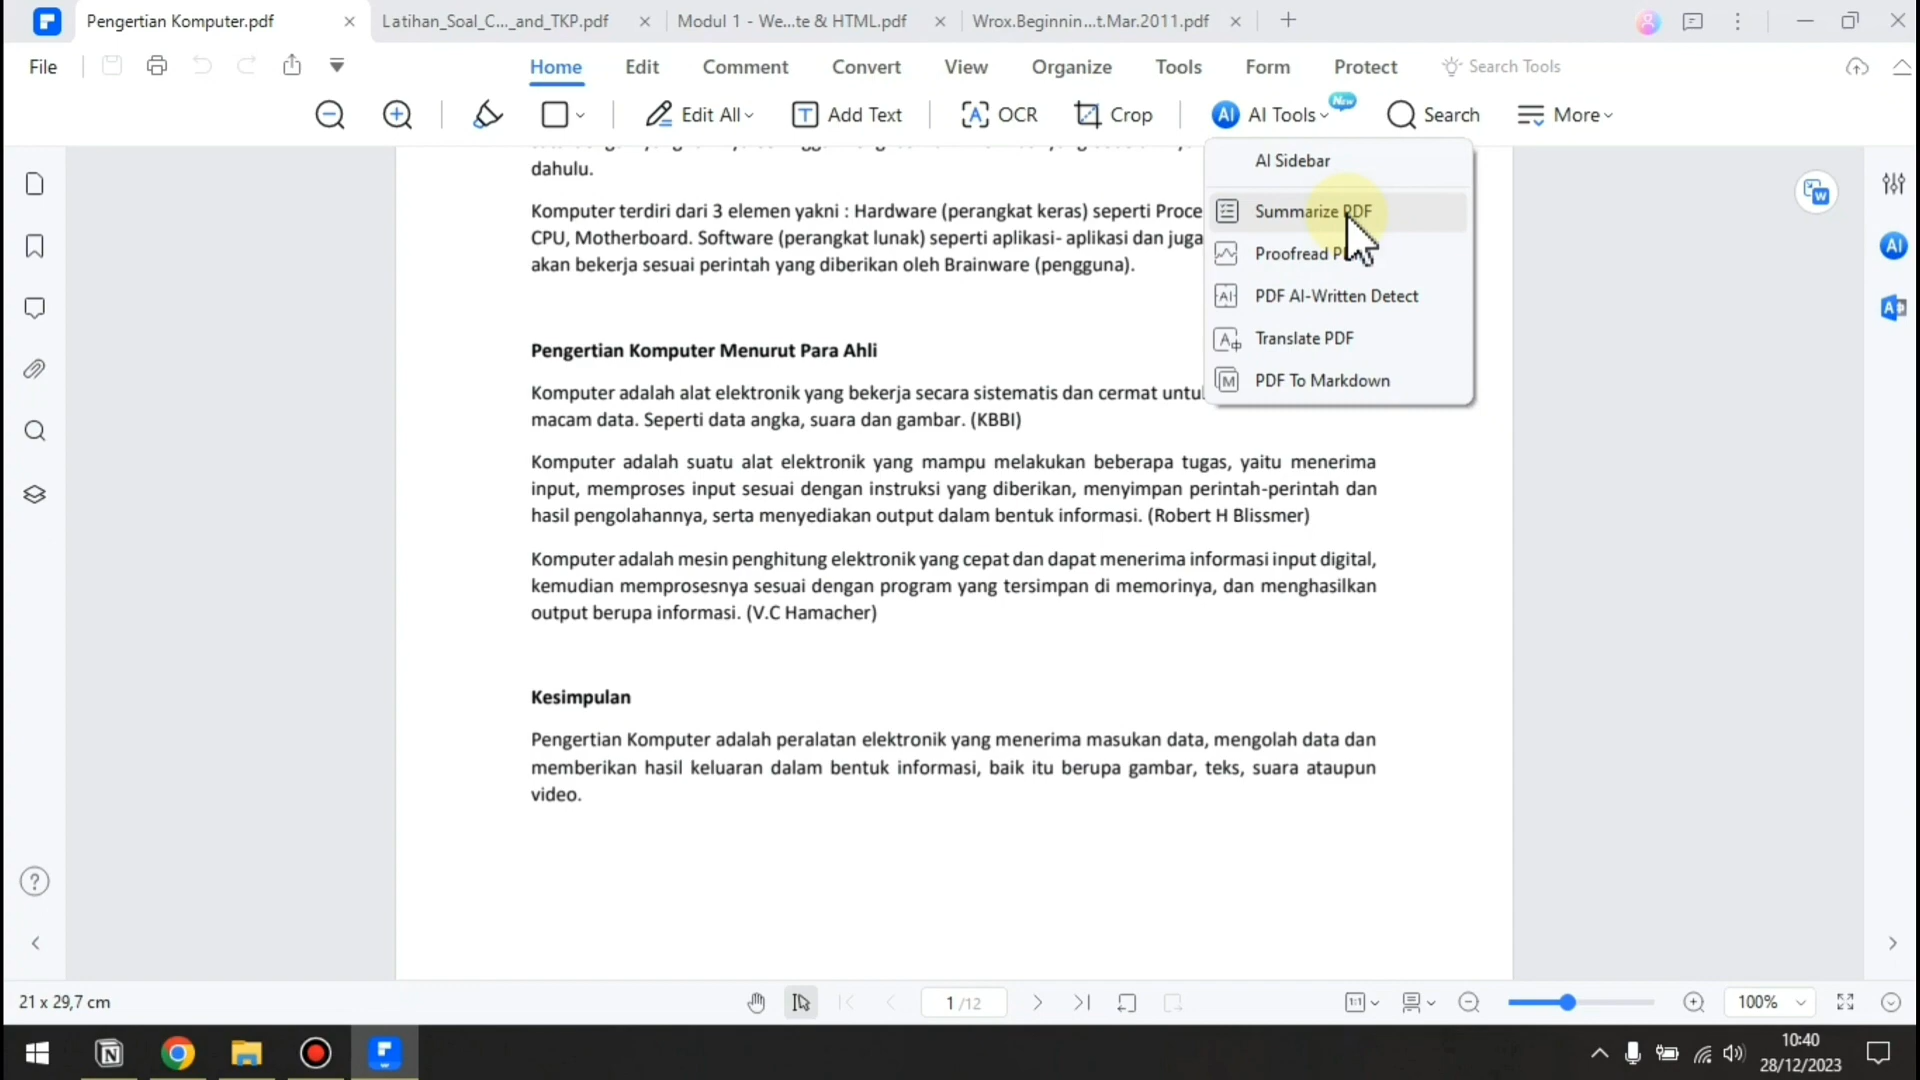 Pengertian Komputer.pdf
Latihan_Soal_C..._and_TKP.pdf
Modul 1 - We...te & HTML.pdf
Wrox.Beginnin...t.Mar.2011.pdf
File
Home
Edit
Comment
Convert
View
Organize
Tools
Form
Protect
Search Tools
Edit All
Add Text
OCR
Crop
AI
AI Tools
New
Search
More
AI Sidebar
Summarize PDF
Proofread
PDF AI-Written Detect
Translate PDF
PDF To Markdown
dahulu.
Komputer terdiri dari 3 elemen yakni : Hardware (perangkat keras) seperti Proce
CPU, Motherboard. Software (perangkat lunak) seperti aplikasi- aplikasi dan juga
akan bekerja sesuai perintah yang diberikan oleh Brainware (pengguna).
Pengertian Komputer Menurut Para Ahli
Komputer adalah alat elektronik yang bekerja secara sistematis dan cermat untu
macam data. Seperti data angka, suara dan gambar. (KBBI)
Komputer adalah suatu alat elektronik yang mampu melakukan beberapa tugas, yaitu menerima
input, memproses input sesuai dengan instruksi yang diberikan, menyimpan perintah-perintah dan
hasil pengolahannya, serta menyediakan output dalam bentuk informasi. (Robert H Blissmer)
Komputer adalah mesin penghitung elektronik yang cepat dan dapat menerima informasi input digital,
kemudian memprosesnya sesuai dengan program yang tersimpan di memorinya, dan menghasilkan
output berupa informasi. (V.C Hamacher)
Kesimpulan
Pengertian Komputer adalah peralatan elektronik yang menerima masukan data, mengolah data dan
memberikan hasil keluaran dalam bentuk informasi, baik itu berupa gambar, teks, suara ataupun
video.
AI
21 x 29,7 cm
1 /12
1:1
100%
10:40
28/12/2023